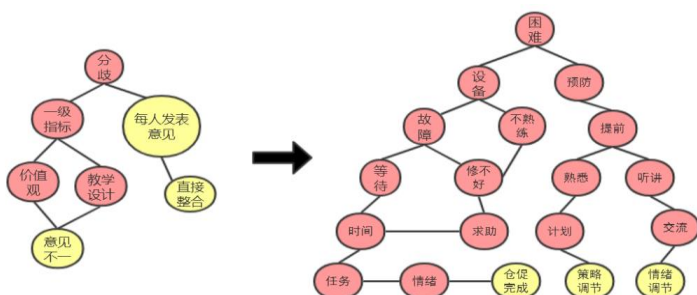 分
歧
一级
指标
每人发表
意见
价值
观
教学
设计
直接
整合
意见
不一
困
难
设
备
预防
故
障
不熟
练
提前
等
待
修不
好
熟悉
听讲
时间
求助
计划
交流
任务
情绪
仓促
完成
策略
调节
情绪
调节